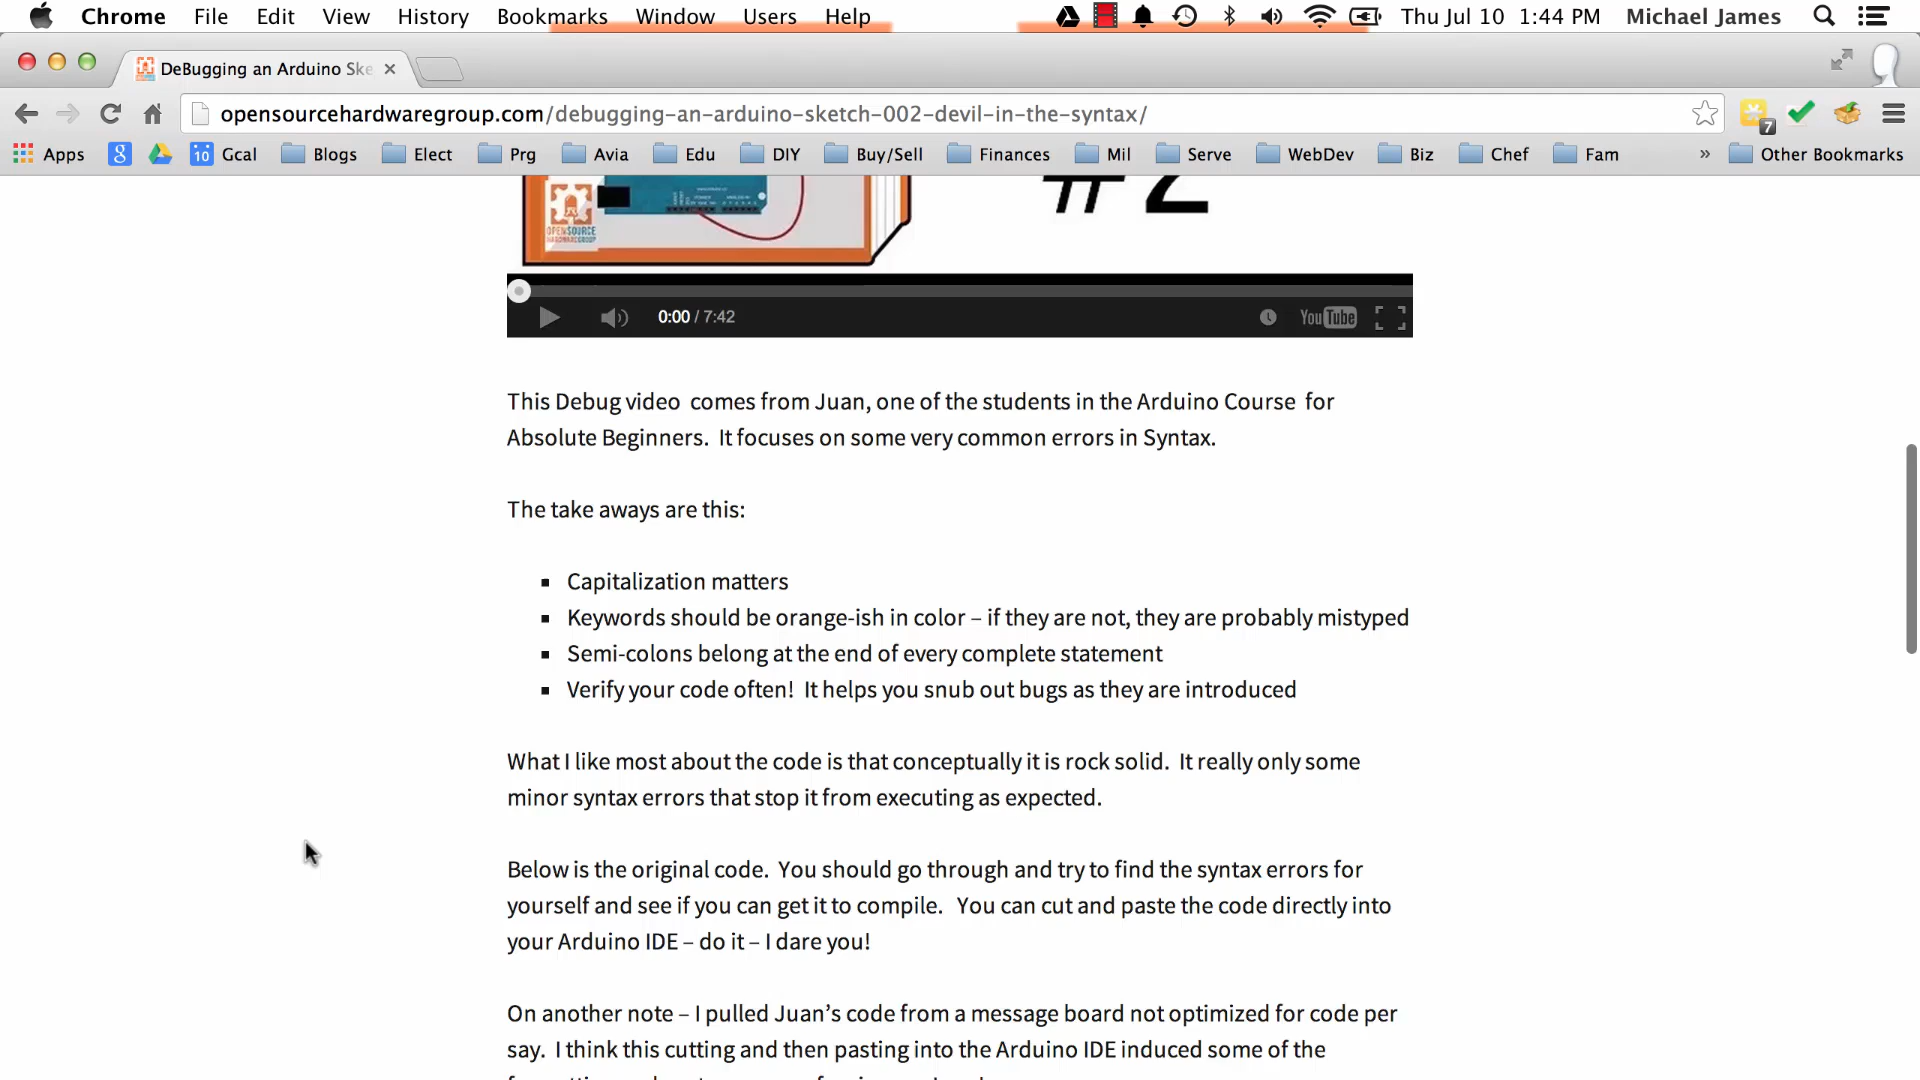 Chrome File Edit View History Bookmarks Window Users Help Thu Jul 10 1:44 PM Michael James
DeBugging an Arduino Ske
opensourcehardwaregroup.com/debugging-an-arduino-sketch-002-devil-in-the-syntax/
7
Apps 8 10 Gcal Blogs Elect Prg Avia Edu DIY Buy/Sell Finances Mil Serve WebDev Biz Chef Fam » Other Bookmarks
#2
OPENSOURCE
HARDWAREGROUP
0:00 / 7:42 YouTube
This Debug video comes from Juan, one of the students in the Arduino Course for
Absolute Beginners. It focuses on some very common errors in Syntax.
The take aways are this:
Capitalization matters
Keywords should be orange-ish in color – if they are not, they are probably mistyped
Semi-colons belong at the end of every complete statement
Verify your code often! It helps you snub out bugs as they are introduced
What I like most about the code is that conceptually it is rock solid. It really only some
minor syntax errors that stop it from executing as expected.
Below is the original code. You should go through and try to find the syntax errors for
yourself and see if you can get it to compile. You can cut and paste the code directly into
your Arduino IDE – do it – I dare you!
On another note – I pulled Juan’s code from a message board not optimized for code per
say. I think this cutting and then pasting into the Arduino IDE induced some of the